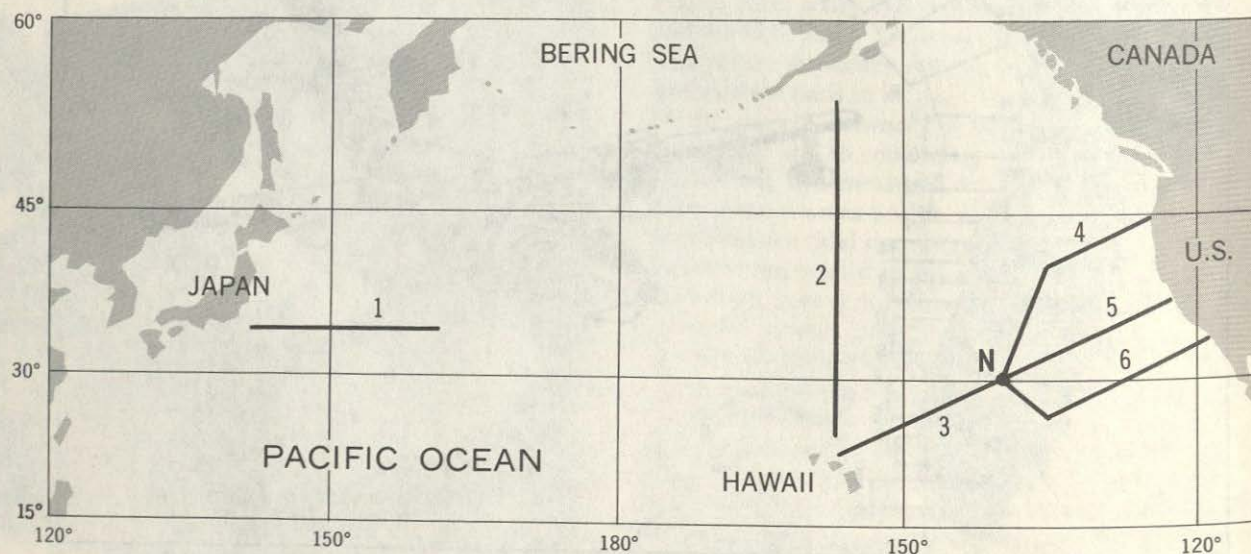 60°
BERING SEA
CANADA
45°
4
U.S.
JAPAN
2
1
5
N
6
30°
3
PACIFIC OCEAN
HAWAII
15°
120°
150°
180°
150°
120°